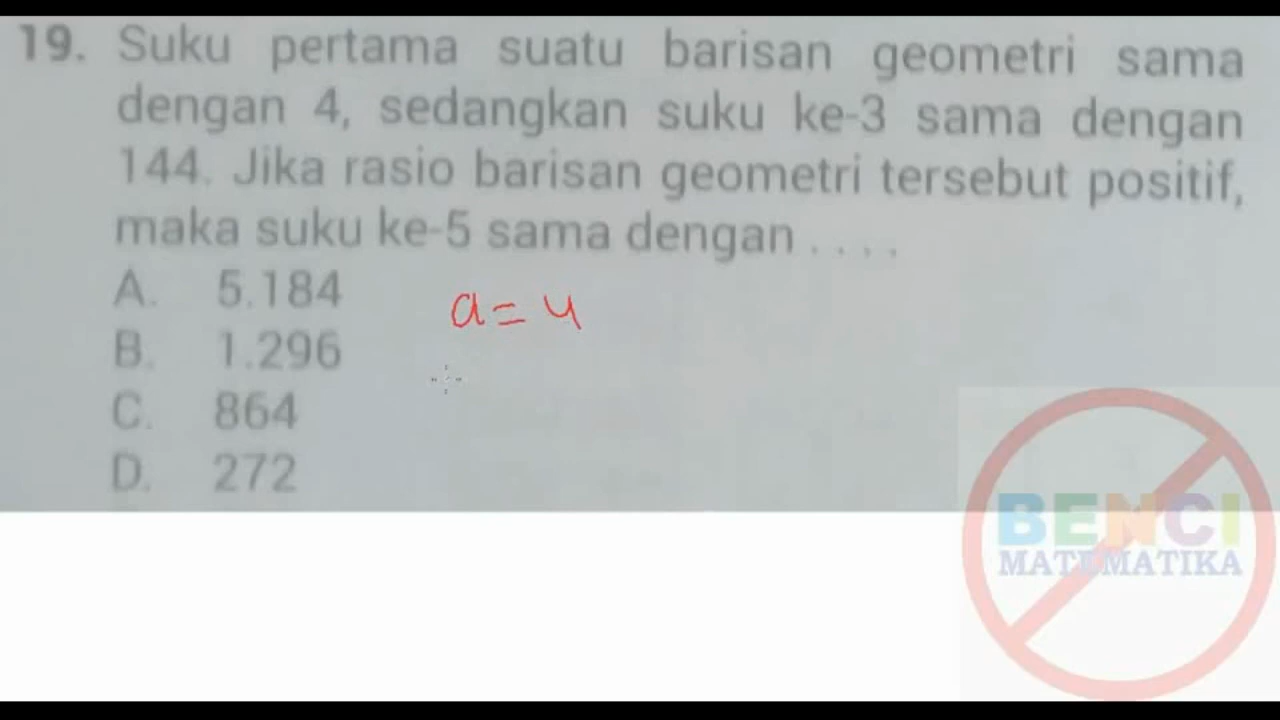 19. Suku pertama suatu barisan geometri sama
dengan 4, sedangkan suku ke-3 sama dengan
144. Jika rasio barisan geometri tersebut positif,
maka suku ke-5 sama dengan . . . .
A. 5.184
a = 4
B. 1.296
C. 864
D. 272
BENCI
MATEMATIKA